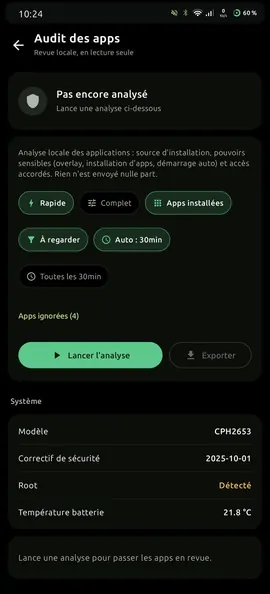 10:24
0
60 %
Audit des apps
Revue locale, en lecture seule
Pas encore analysé
Lance une analyse ci-dessous
Analyse locale des applications : source d'installation, pouvoirs
sensibles (overlay, installation d'apps, démarrage auto) et accès
accordés. Rien n'est envoyé nulle part.
Rapide
Complet
Apps installées
À regarder
Auto : 30min
Toutes les 30min
Apps ignorées (4)
Lancer l'analyse
Exporter
Système
Modèle
CPH2653
Correctif de sécurité
2025-10-01
Root
Détecté
Température batterie
21.8 °C
Lance une analyse pour passer les apps en revue.